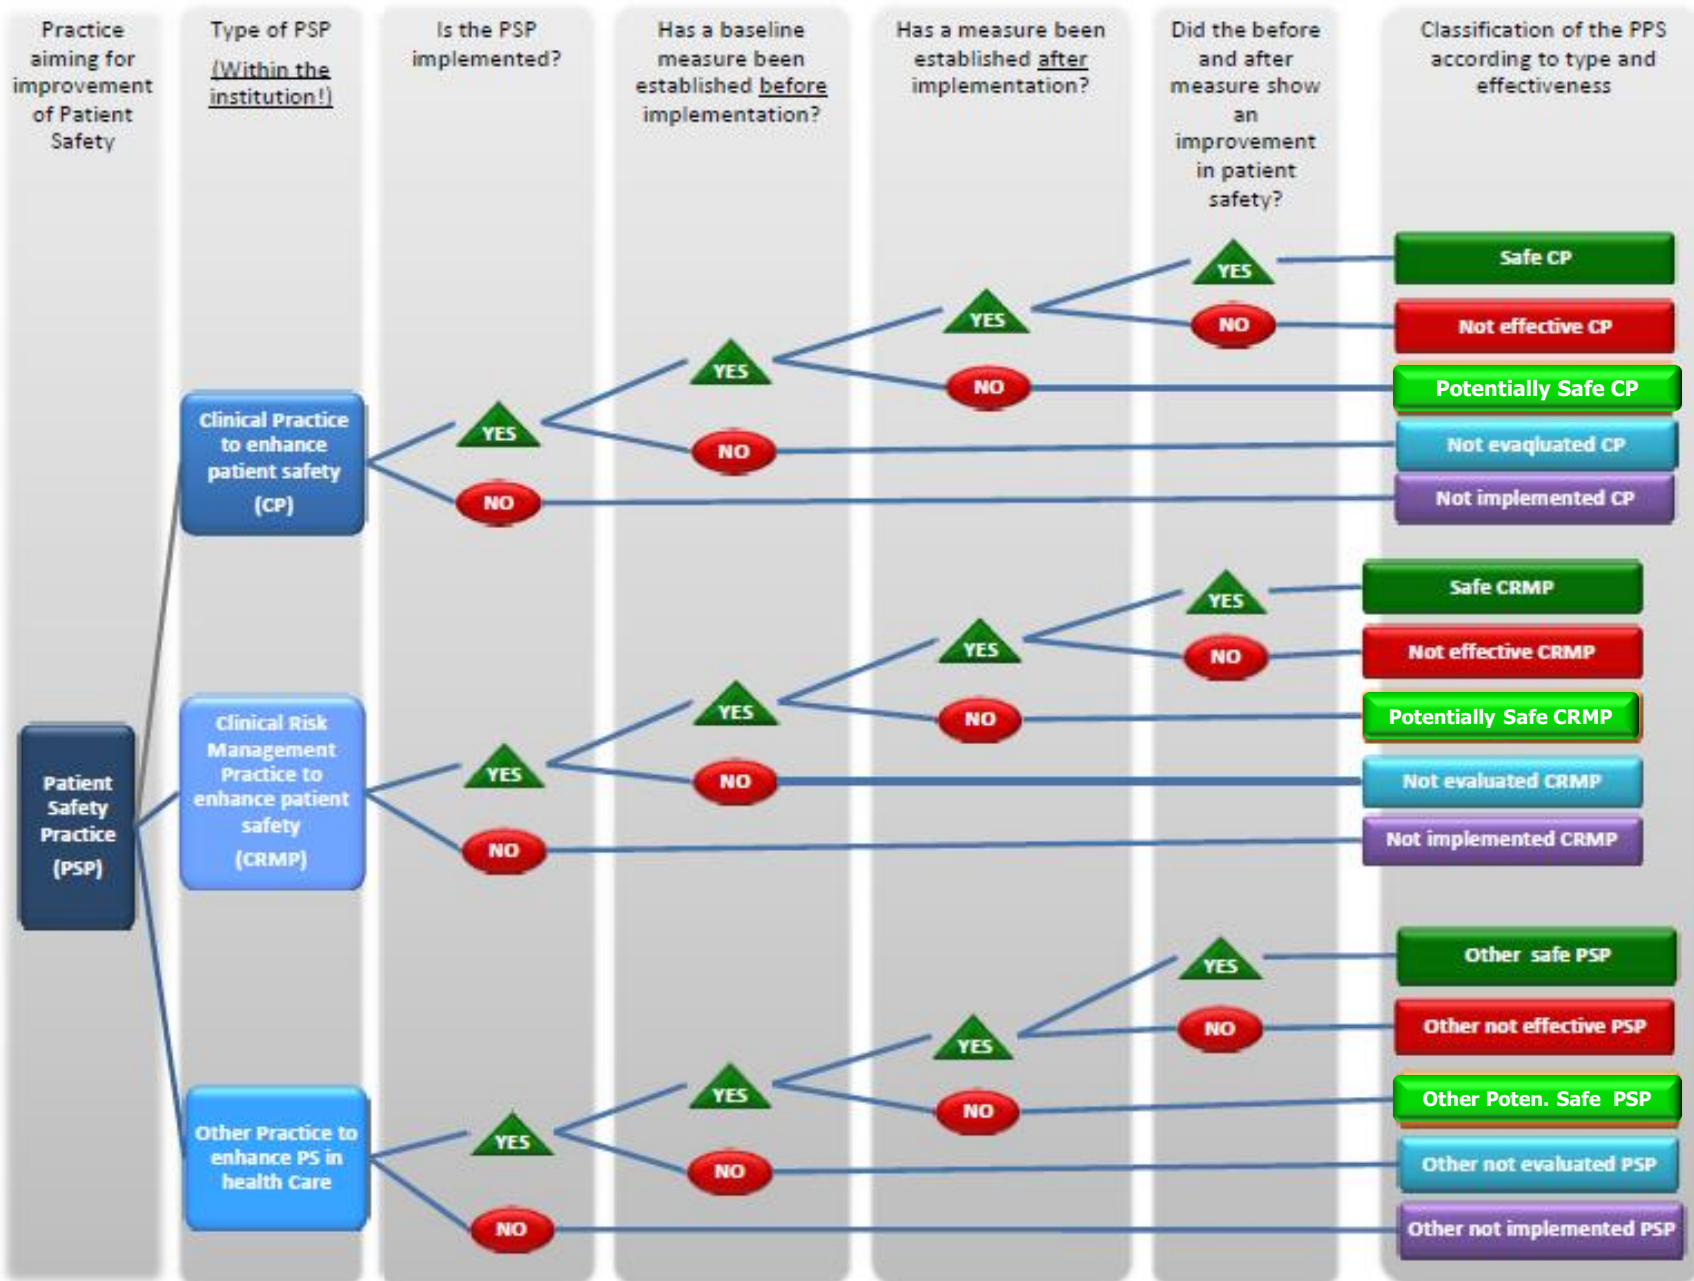 Practice
aiming for
improvement
of Patient
Safety
Type of PSP
(Within the
institution!)
Is the PSP
implemented?
Has a baseline
measure been
established before
implementation?
Has a measure been
established after
implementation?
Did the before
and after
measure show
an
improvement
in patient
safety?
Classification of the PPS
according to type and
effectiveness
Patient
Safety
Practice
(PSP)
Clinical Practice
to enhance
patient safety
(CP)
YES
NO
YES
NO
YES
NO
YES
NO
Safe CP
Not effective CP
Potentially Safe CP
Not evaqluated CP
Not implemented CP
Clinical Risk
Management
Practice to
enhance patient
safety
(CRMP)
YES
NO
YES
NO
YES
NO
YES
NO
Safe CRMP
Not effective CRMP
Potentially Safe CRMP
Not evaluated CRMP
Not implemented CRMP
Other Practice to
enhance PS in
health Care
YES
NO
YES
NO
YES
NO
YES
NO
Other safe PSP
Other not effective PSP
Other Poten. Safe PSP
Other not evaluated PSP
Other not implemented PSP